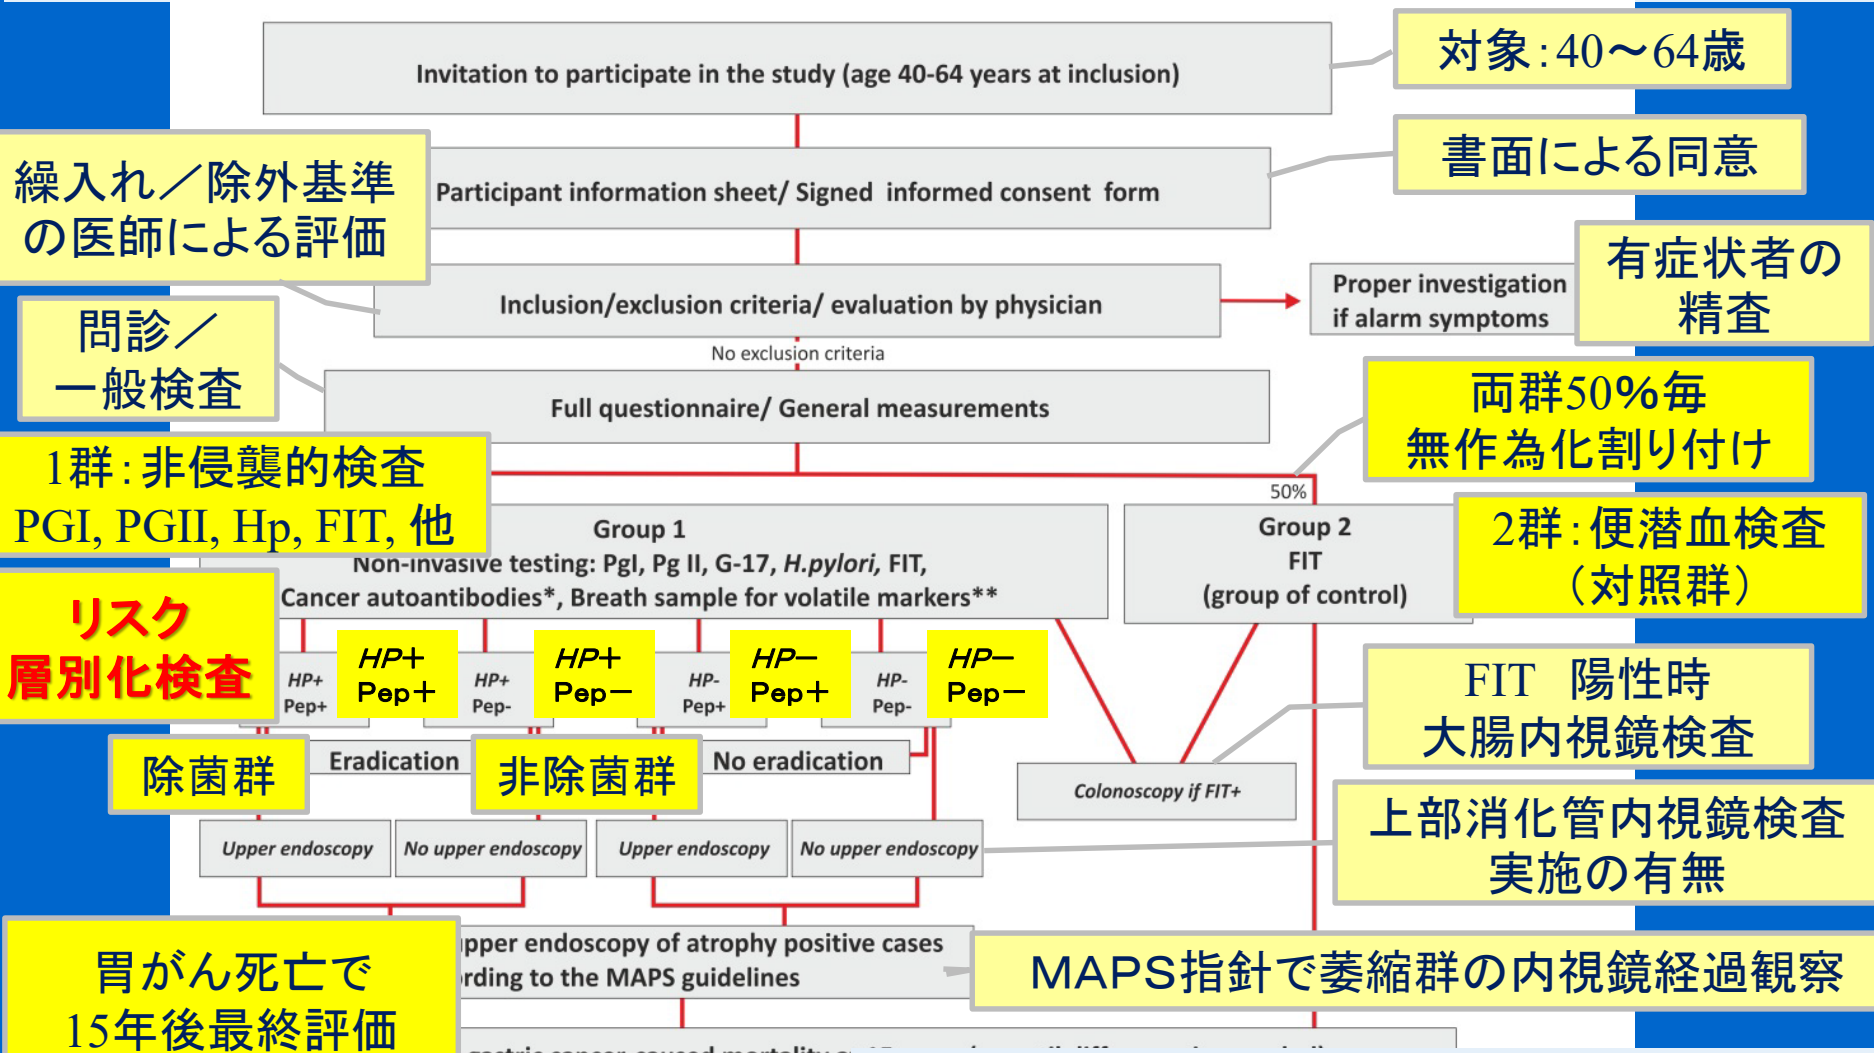 Invitation to participate in the study (age 40-64 years at inclusion)
対象：40～64歳
書面による同意
繰入れ／除外基準
の医師による評価
Participant information sheet/ Signed informed consent form
Inclusion/exclusion criteria/ evaluation by physician
Proper investigation
if alarm symptoms
有症状者の
精査
問診／
一般検査
No exclusion criteria
Full questionnaire/ General measurements
両群50%毎
無作為化割り付け
1群：非侵襲的検査
PGI, PGII, Hp, FIT, 他
50%
Group 1
Non-invasive testing: PgI, Pg II, G-17, H.pylori, FIT,
Cancer autoantibodies*, Breath sample for volatile markers**
Group 2
FIT
(group of control)
2群：便潜血検査
（対照群）
リスク
層別化検査
HP+
Pep+
HP＋
Pep＋
HP+
Pep-
HP＋
Pep－
HP-
Pep+
HP－
Pep＋
HP-
Pep-
HP－
Pep－
FIT　陽性時
大腸内視鏡検査
除菌群
Eradication
非除菌群
No eradication
Colonoscopy if FIT+
上部消化管内視鏡検査
実施の有無
Upper endoscopy
No upper endoscopy
Upper endoscopy
No upper endoscopy
胃がん死亡で
15年後最終評価
upper endoscopy of atrophy positive cases
to the MAPS guidelines
MAPS指針で萎縮群の内視鏡経過観察